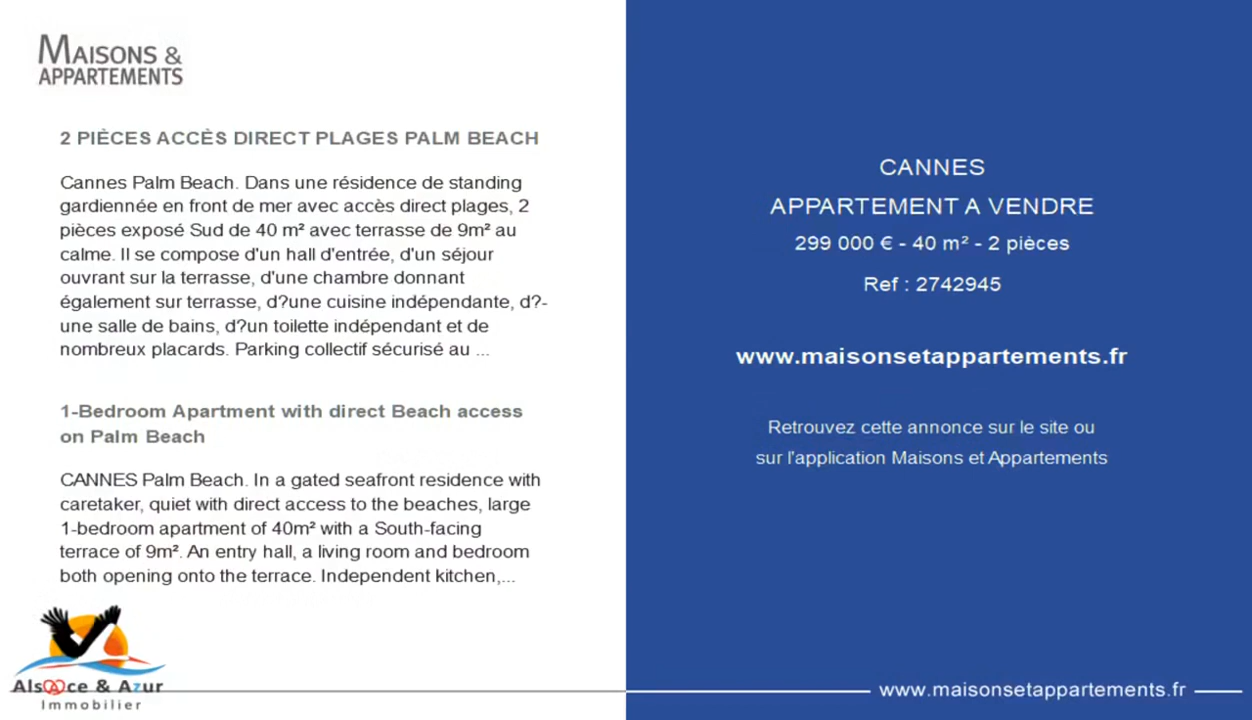 MAISONS &
APPARTEMENTS
2 PIÈCES ACCÈS DIRECT PLAGES PALM BEACH
Cannes Palm Beach. Dans une résidence de standing
gardiennée en front de mer avec accès direct plages, 2
pièces exposé Sud de 40 m² avec terrasse de 9m² au
calme. Il se compose d'un hall d'entrée, d'un séjour
ouvrant sur la terrasse, d'une chambre donnant
également sur terrasse, d?une cuisine indépendante, d?-
une salle de bains, d?un toilette indépendant et de
nombreux placards. Parking collectif sécurisé au ...
1-Bedroom Apartment with direct Beach access
on Palm Beach
CANNES Palm Beach. In a gated seafront residence with
caretaker, quiet with direct access to the beaches, large
1-bedroom apartment of 40m² with a South-facing
terrace of 9m². An entry hall, a living room and bedroom
both opening onto the terrace. Independent kitchen,...
Alsace & Azur
Immobilier
CANNES
APPARTEMENT A VENDRE
299 000 € - 40 m² - 2 pièces
Ref : 2742945
www.maisonsetappartements.fr
Retrouvez cette annonce sur le site ou
sur l'application Maisons et Appartements
www.maisonsetappartements.fr